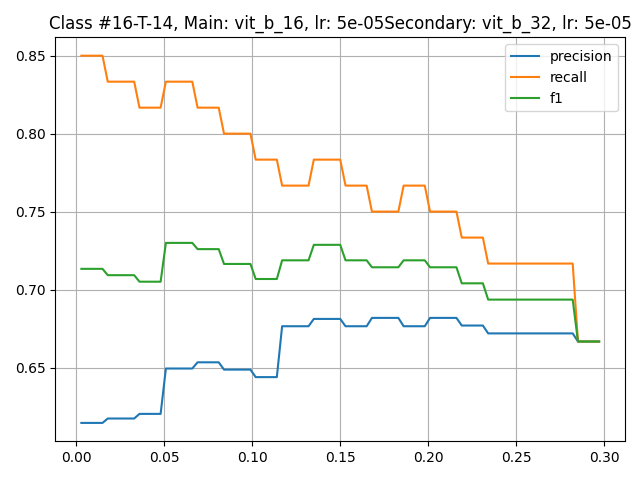 Class #16-T-14, Main: vit_b_16, lr: 5e-05Secondary: vit_b_32, lr: 5e-05
precision
recall
f1
0.85
0.80
0.75
0.70
0.65
0.00 0.05 0.10 0.15 0.20 0.25 0.30